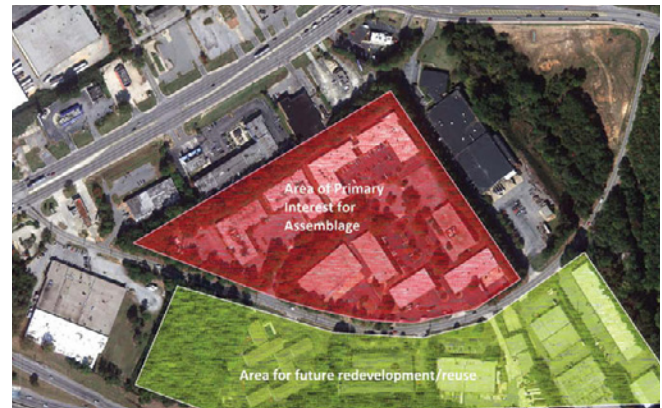 Area of Primary
Interest for
Assemblage
Area for future redevelopment/reuse